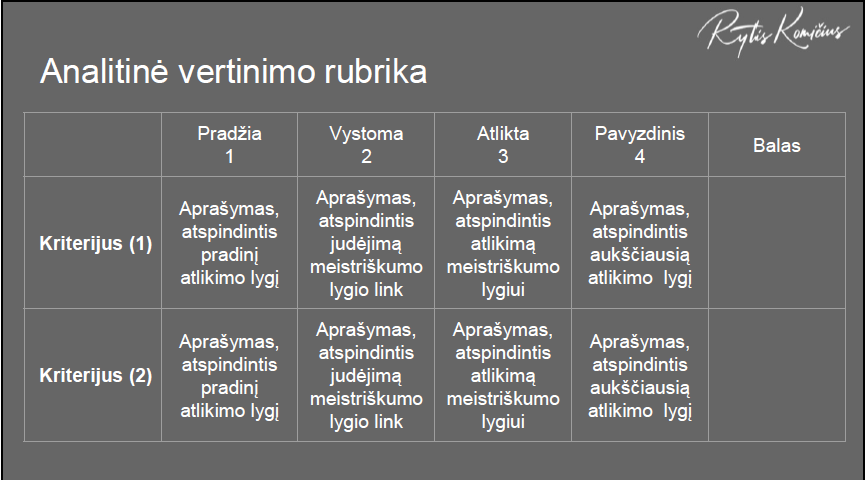 Rytis Komičius
Analitinė vertinimo rubrika
Pradžia
1
Vystoma
2
Atlikta
3
Pavyzdinis
4
Balas
Kriterijus (1)
Aprašymas,
atspindintis
pradinį
atlikimo lygį
Aprašymas,
atspindintis
judėjimą
meistriškumo
lygio link
Aprašymas,
atspindintis
atlikimą
meistriškumo
lygiui
Aprašymas,
atspindintis
aukščiausią
atlikimo lygį
Kriterijus (2)
Aprašymas,
atspindintis
pradinį
atlikimo lygį
Aprašymas,
atspindintis
judėjimą
meistriškumo
lygio link
Aprašymas,
atspindintis
atlikimą
meistriškumo
lygiui
Aprašymas,
atspindintis
aukščiausią
atlikimo lygį